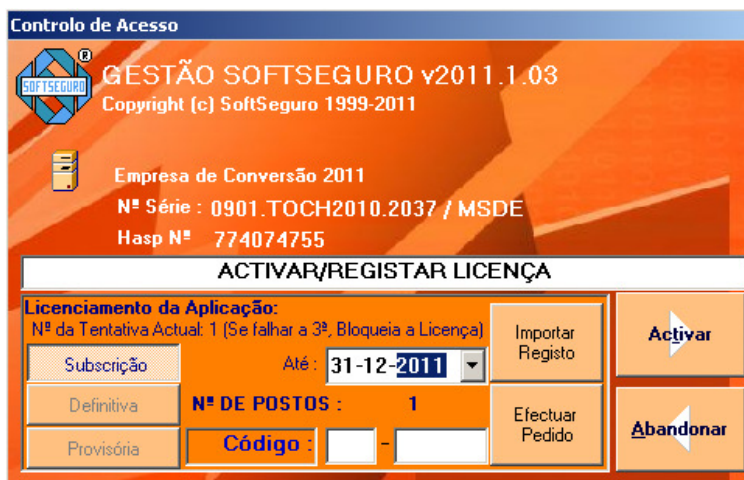 Controlo de Acesso
SOFTSEGURO ®
GESTÃO SOFTSEGURO v2011.1.03
Copyright (c) SoftSeguro 1999-2011
Empresa de Conversão 2011
Nº Série : 0901.TOCH2010.2037 / MSDE
Hasp Nº 774074755
ACTIVAR/REGISTAR LICENÇA
Licenciamento da Aplicação:
Nº da Tentativa Actual: 1 (Se falhar a 3ª, Bloqueia a Licença)
Subscrição
Até : 31-12-2011
Definitiva
Nº DE POSTOS : 1
Provisória
Código : -
Importar
Registo
Efectuar
Pedido
Activar
Abandonar